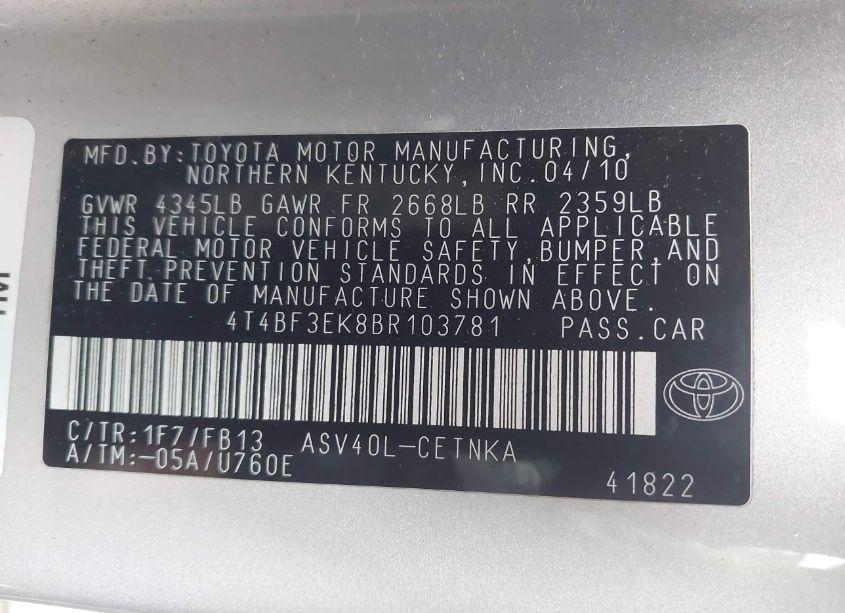 MFD.BY:TOYOTA MOTOR MANUFACTURING,
NORTHERN KENTUCKY, INC. 04/10
GVWR 4345LB GAWR FR 2668LB RR 2359LB
THIS VEHICLE CONFORMS TO ALL APPLICABLE
FEDERAL MOTOR VEHICLE SAFETY, BUMPER, AND
THEFT PREVENTION STANDARDS IN EFFECT ON
THE DATE OF MANUFACTURE SHOWN ABOVE.
4T4BF3EK8BR103781 PASS.CAR
C/TR:1F7/FB13 ASV40L-CETNKA
A/TM:-05A/U760E
41822